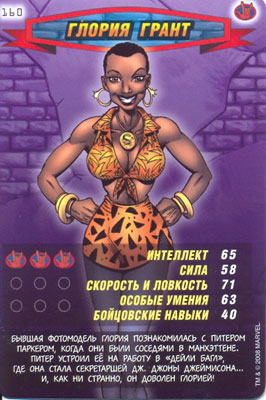 160
ГЛОРИЯ ГРАНТ
S
ИНТЕЛЛЕКТ 65
СИЛА 58
СКОРОСТЬ И ЛОВКОСТЬ 71
ОСОБЫЕ УМЕНИЯ 63
БОЙЦОВСКИЕ НАВЫКИ 40
БЫВШАЯ ФОТОМОДЕЛЬ ГЛОРИЯ ПОЗНАКОМИЛАСЬ С ПИТЕРОМ
ПАРКЕРОМ, КОГДА ОНИ БЫЛИ СОСЕДЯМИ В МАНХЭТТЕНЕ.
ПИТЕР УСТРОИЛ ЕЁ НА РАБОТУ В «ДЕЙЛИ БАГЛ»,
ГДЕ ОНА СТАЛА СЕКРЕТАРШЕЙ ДЖ. ДЖОНЫ ДЖЕЙМИСОНА...
И, КАК НИ СТРАННО, ОН ДОВОЛЕН ГЛОРИЕЙ!
TM & © 2008 MARVEL